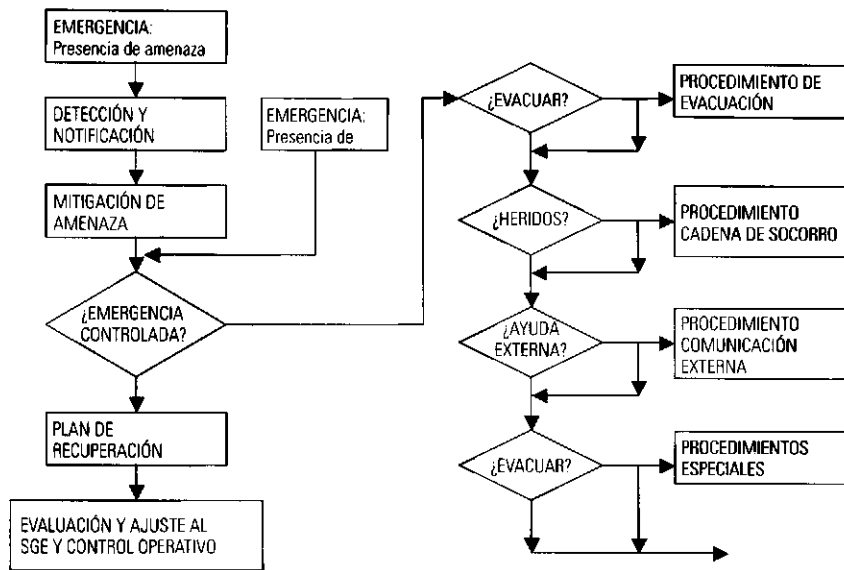 EMERGENCIA:
Presencia de amenaza
DETECCIÓN Y
NOTIFICACIÓN
EMERGENCIA:
Presencia de
MITIGACIÓN DE
AMENAZA
¿EMERGENCIA
CONTROLADA?
PLAN DE
RECUPERACIÓN
EVALUACIÓN Y AJUSTE AL
SGE Y CONTROL OPERATIVO
¿EVACUAR?
PROCEDIMIENTO DE
EVACUACIÓN
¿HERIDOS?
PROCEDIMIENTO
CADENA DE SOCORRO
¿AYUDA
EXTERNA?
PROCEDIMIENTO
COMUNICACIÓN
EXTERNA
¿EVACUAR?
PROCEDIMIENTOS
ESPECIALES